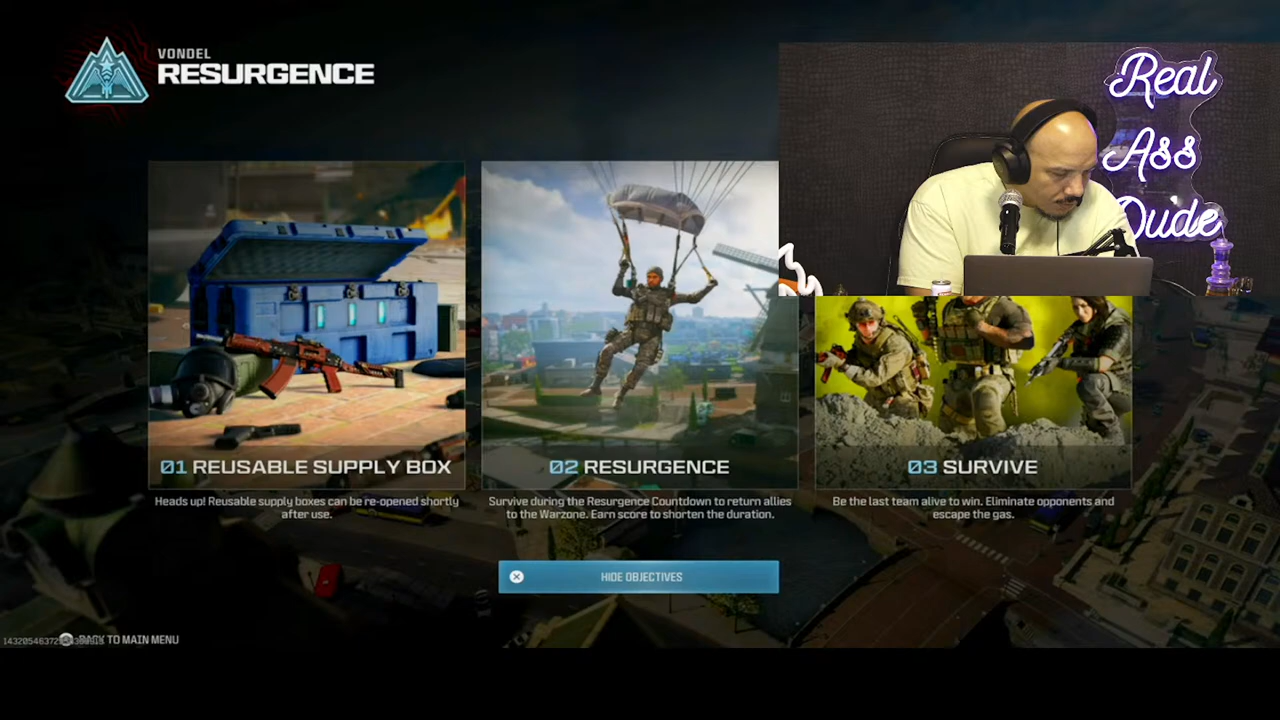 VONDEL
RESURGENCE
Real
Ass
Dude
01 REUSABLE SUPPLY BOX
Heads up! Reusable supply boxes can be re-opened shortly
after use.
02 RESURGENCE
Survive during the Resurgence Countdown to return allies
to the Warzone. Earn score to shorten the duration.
03 SURVIVE
Be the last team alive to win. Eliminate opponents and
escape the gas.
HIDE OBJECTIVES
BACK TO MAIN MENU